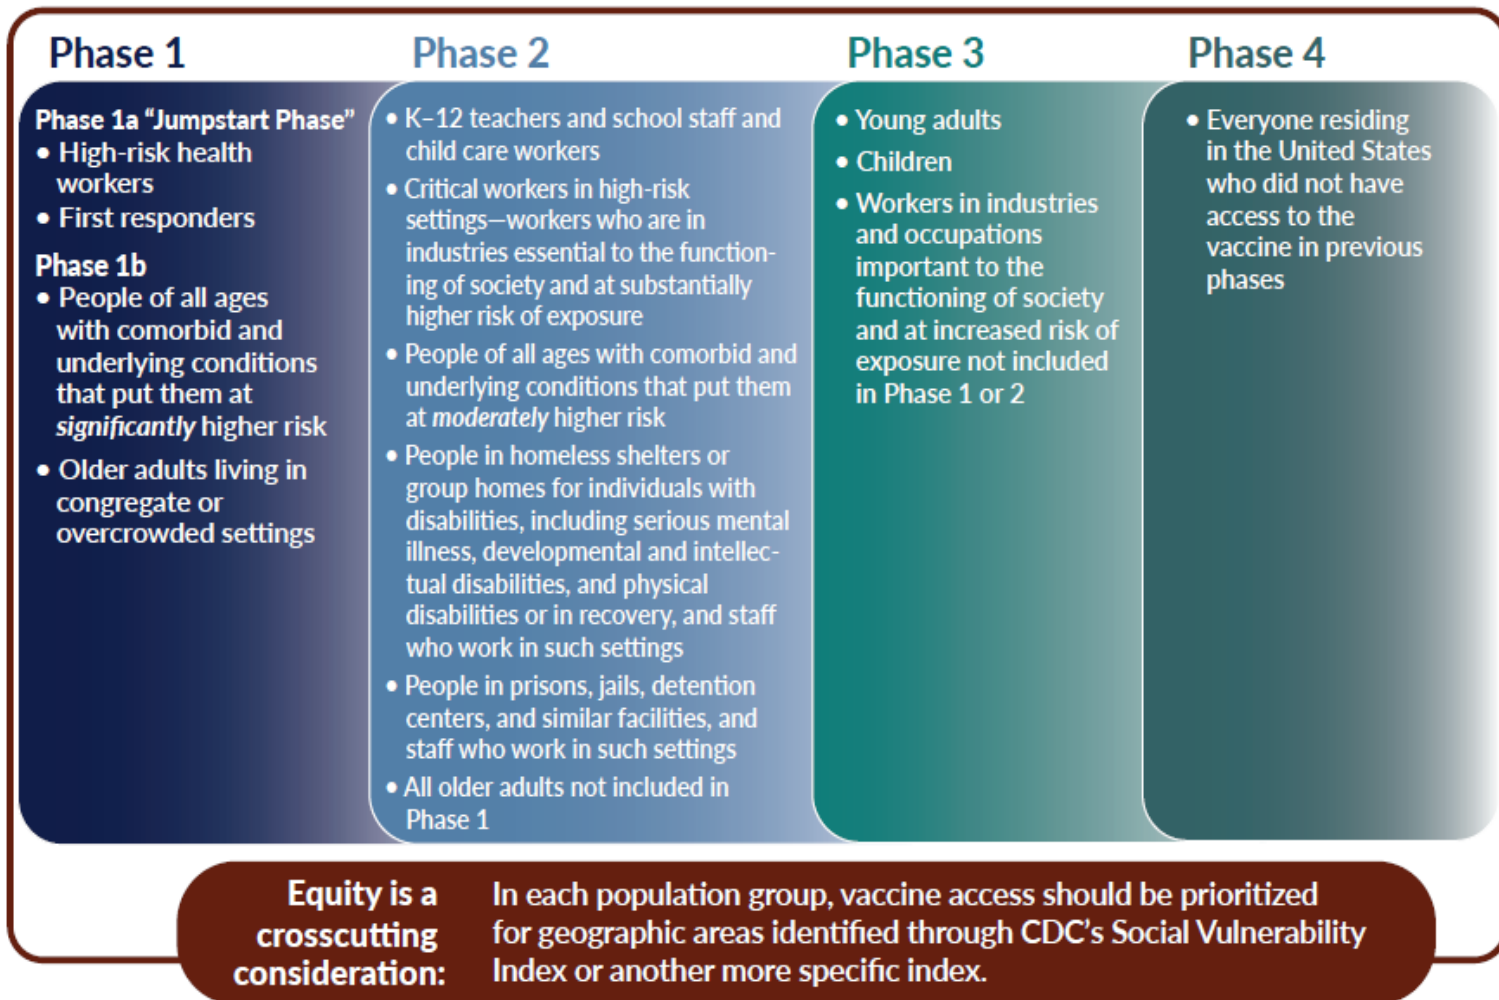 Phase 1
Phase 1a “Jumpstart Phase”
• High-risk health
workers
• First responders
Phase 1b
• People of all ages
with comorbid and
underlying conditions
that put them at
significantly higher risk
• Older adults living in
congregate or
overcrowded settings
Phase 2
• K–12 teachers and school staff and
child care workers
• Critical workers in high-risk
settings—workers who are in
industries essential to the function-
ing of society and at substantially
higher risk of exposure
• People of all ages with comorbid and
underlying conditions that put them
at moderately higher risk
• People in homeless shelters or
group homes for individuals with
disabilities, including serious mental
illness, developmental and intellec-
tual disabilities, and physical
disabilities or in recovery, and staff
who work in such settings
• People in prisons, jails, detention
centers, and similar facilities, and
staff who work in such settings
• All older adults not included in
Phase 1
Phase 3
• Young adults
• Children
• Workers in industries
and occupations
important to the
functioning of society
and at increased risk of
exposure not included
in Phase 1 or 2
Phase 4
• Everyone residing
in the United States
who did not have
access to the
vaccine in previous
phases
Equity is a
crosscutting
consideration:
In each population group, vaccine access should be prioritized
for geographic areas identified through CDC’s Social Vulnerability
Index or another more specific index.